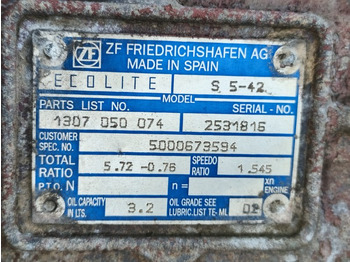 ZF FRIEDRICHSHAFEN AG
MADE IN SPAIN
ECOLITE S 5-42
MODEL
PARTS LIST NO. SERIAL - NO.
1307 050 074 2531816
CUSTOMER SPEC. NO. 5000673594
TOTAL RATIO 5.72 -0.76 SPEEDO RATIO 1.545
P.T.O. N n = xn ENGINE
OIL CAPACITY IN LTS. 3.2 OIL GRADE SEE LUBRIC. LIST TE- ML 02